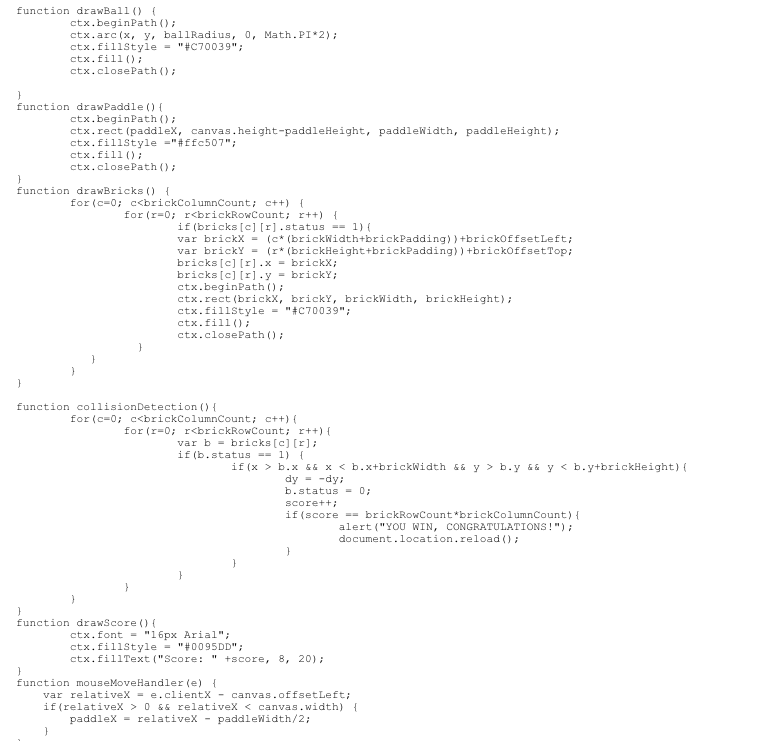 function drawBall() {
ctx.beginPath();
ctx.arc(x, y, ballRadius, 0, Math.PI*2);
ctx.fillStyle = "#C70039";
ctx.fill();
ctx.closePath();
}
function drawPaddle(){
ctx.beginPath();
ctx.rect(paddleX, canvas.height-paddleHeight, paddleWidth, paddleHeight);
ctx.fillStyle ="#ffc507";
ctx.fill();
ctx.closePath();
}
function drawBricks() {
for(c=0; c<brickColumnCount; c++) {
for(r=0; r<brickRowCount; r++) {
if(bricks[c][r].status == 1){
var brickX = (c*(brickWidth+brickPadding))+brickOffsetLeft;
var brickY = (r*(brickHeight+brickPadding))+brickOffsetTop;
bricks[c][r].x = brickX;
bricks[c][r].y = brickY;
ctx.beginPath();
ctx.rect(brickX, brickY, brickWidth, brickHeight);
ctx.fillStyle = "#C70039";
ctx.fill();
ctx.closePath();
}
}
}
}
function collisionDetection(){
for(c=0; c<brickColumnCount; c++){
for(r=0; r<brickRowCount; r++){
var b = bricks[c][r];
if(b.status == 1) {
if(x > b.x && x < b.x+brickWidth && y > b.y && y < b.y+brickHeight){
dy = -dy;
b.status = 0;
score++;
if(score == brickRowCount*brickColumnCount){
alert("YOU WIN, CONGRATULATIONS!");
document.location.reload();
}
}
}
}
}
}
function drawScore(){
ctx.font = "16px Arial";
ctx.fillStyle = "#0095DD";
ctx.fillText("Score: " +score, 8, 20);
}
function mouseMoveHandler(e) {
var relativeX = e.clientX - canvas.offsetLeft;
if(relativeX > 0 && relativeX < canvas.width) {
paddleX = relativeX - paddleWidth/2;
}